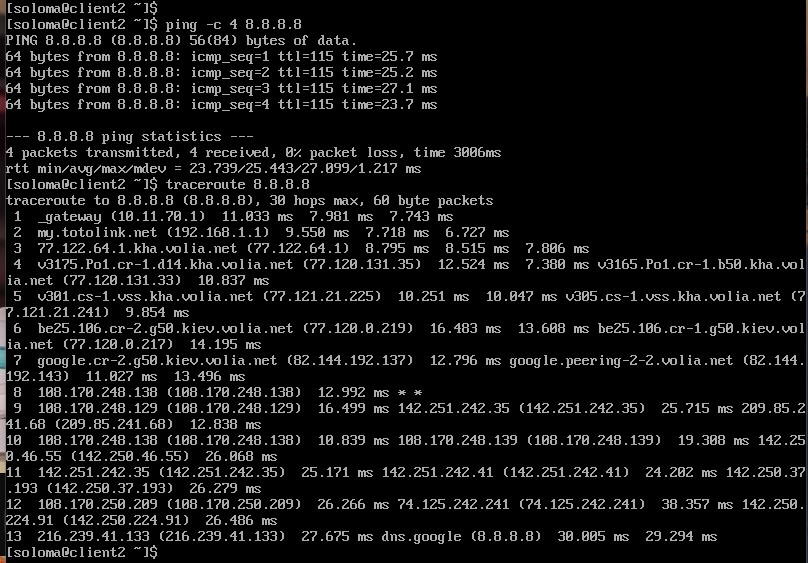 [soloma@client2 ~]$
[soloma@client2 ~]$ ping -c 4 8.8.8.8
PING 8.8.8.8 (8.8.8.8) 56(84) bytes of data.
64 bytes from 8.8.8.8: icmp_seq=1 ttl=115 time=25.7 ms
64 bytes from 8.8.8.8: icmp_seq=2 ttl=115 time=25.2 ms
64 bytes from 8.8.8.8: icmp_seq=3 ttl=115 time=27.1 ms
64 bytes from 8.8.8.8: icmp_seq=4 ttl=115 time=23.7 ms

--- 8.8.8.8 ping statistics ---
4 packets transmitted, 4 received, 0% packet loss, time 3006ms
rtt min/avg/max/mdev = 23.739/25.443/27.099/1.217 ms
[soloma@client2 ~]$ traceroute 8.8.8.8
traceroute to 8.8.8.8 (8.8.8.8), 30 hops max, 60 byte packets
 1  _gateway (10.11.70.1)  11.033 ms  7.981 ms  7.743 ms
 2  my.totolink.net (192.168.1.1)  9.550 ms  7.718 ms  6.727 ms
 3  77.122.64.1.kha.volia.net (77.122.64.1)  8.795 ms  8.515 ms  7.806 ms
 4  v3175.Po1.cr-1.d14.kha.volia.net (77.120.131.35)  12.524 ms  7.380 ms v3165.Po1.cr-1.b50.kha.vol
ia.net (77.120.131.33)  10.837 ms
 5  v301.cs-1.vss.kha.volia.net (77.121.21.225)  10.251 ms  10.047 ms v305.cs-1.vss.kha.volia.net (7
7.121.21.241)  9.854 ms
 6  be25.106.cr-2.g50.kiev.volia.net (77.120.0.219)  16.483 ms  13.608 ms be25.106.cr-1.g50.kiev.vol
ia.net (77.120.0.217)  14.195 ms
 7  google.cr-2.g50.kiev.volia.net (82.144.192.137)  12.796 ms google.peering-2-2.volia.net (82.144.
192.143)  11.027 ms  13.496 ms
 8  108.170.248.138 (108.170.248.138)  12.992 ms * *
 9  108.170.248.129 (108.170.248.129)  16.499 ms 142.251.242.35 (142.251.242.35)  25.715 ms 209.85.2
41.68 (209.85.241.68)  12.838 ms
10  108.170.248.138 (108.170.248.138)  10.839 ms 108.170.248.139 (108.170.248.139)  19.308 ms 142.25
0.46.55 (142.250.46.55)  26.068 ms
11  142.251.242.35 (142.251.242.35)  25.171 ms 142.251.242.41 (142.251.242.41)  24.202 ms 142.250.37
.193 (142.250.37.193)  26.279 ms
12  108.170.250.209 (108.170.250.209)  26.266 ms 74.125.242.241 (74.125.242.241)  38.357 ms 142.250.
224.91 (142.250.224.91)  26.486 ms
13  216.239.41.133 (216.239.41.133)  27.675 ms dns.google (8.8.8.8)  30.005 ms  29.294 ms
[soloma@client2 ~]$